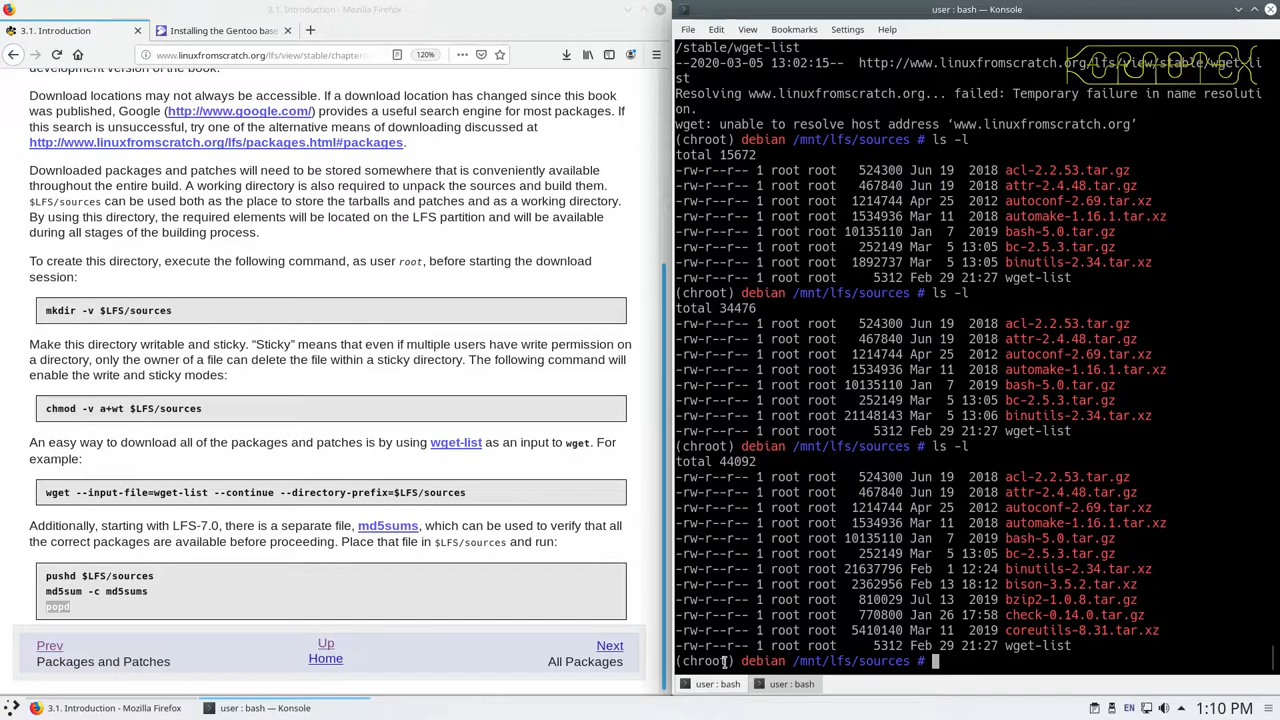 3.1. Introduction - Mozilla Firefox
3.1. Introduction
Installing the Gentoo base
www.linuxfromscratch.org/lfs/view/stable/chapter
120%
development version of the book.
Download locations may not always be accessible. If a download location has changed since this book
was published, Google (http://www.google.com/) provides a useful search engine for most packages. If
this search is unsuccessful, try one of the alternative means of downloading discussed at
http://www.linuxfromscratch.org/lfs/packages.html#packages.
Downloaded packages and patches will need to be stored somewhere that is conveniently available
throughout the entire build. A working directory is also required to unpack the sources and build them.
$LFS/sources can be used both as the place to store the tarballs and patches and as a working directory.
By using this directory, the required elements will be located on the LFS partition and will be available
during all stages of the building process.
To create this directory, execute the following command, as user root, before starting the download
session:
mkdir -v $LFS/sources
Make this directory writable and sticky. “Sticky” means that even if multiple users have write permission on
a directory, only the owner of a file can delete the file within a sticky directory. The following command will
enable the write and sticky modes:
chmod -v a+wt $LFS/sources
An easy way to download all of the packages and patches is by using wget-list as an input to wget. For
example:
wget --input-file=wget-list --continue --directory-prefix=$LFS/sources
Additionally, starting with LFS-7.0, there is a separate file, md5sums, which can be used to verify that all
the correct packages are available before proceeding. Place that file in $LFS/sources and run:
pushd $LFS/sources
md5sum -c md5sums
popd
Prev
Packages and Patches
Up
Home
Next
All Packages
user : bash — Konsole
File Edit View Bookmarks Settings Help
/stable/wget-list
--2020-03-05 13:02:15-- http://www.linuxfromscratch.org/lfs/view/stable/wget-li
st
Resolving www.linuxfromscratch.org... failed: Temporary failure in name resoluti
on.
wget: unable to resolve host address ‘www.linuxfromscratch.org’
(chroot) debian /mnt/lfs/sources # ls -l
total 15672
-rw-r--r-- 1 root root 524300 Jun 19 2018 acl-2.2.53.tar.gz
-rw-r--r-- 1 root root 467840 Jun 19 2018 attr-2.4.48.tar.gz
-rw-r--r-- 1 root root 1214744 Apr 25 2012 autoconf-2.69.tar.xz
-rw-r--r-- 1 root root 1534936 Mar 11 2018 automake-1.16.1.tar.xz
-rw-r--r-- 1 root root 10135110 Jan 7 2019 bash-5.0.tar.gz
-rw-r--r-- 1 root root 252149 Mar 5 13:05 bc-2.5.3.tar.gz
-rw-r--r-- 1 root root 1892737 Mar 5 13:05 binutils-2.34.tar.xz
-rw-r--r-- 1 root root 5312 Feb 29 21:27 wget-list
(chroot) debian /mnt/lfs/sources # ls -l
total 34476
-rw-r--r-- 1 root root 524300 Jun 19 2018 acl-2.2.53.tar.gz
-rw-r--r-- 1 root root 467840 Jun 19 2018 attr-2.4.48.tar.gz
-rw-r--r-- 1 root root 1214744 Apr 25 2012 autoconf-2.69.tar.xz
-rw-r--r-- 1 root root 1534936 Mar 11 2018 automake-1.16.1.tar.xz
-rw-r--r-- 1 root root 10135110 Jan 7 2019 bash-5.0.tar.gz
-rw-r--r-- 1 root root 252149 Mar 5 13:05 bc-2.5.3.tar.gz
-rw-r--r-- 1 root root 21148143 Mar 5 13:06 binutils-2.34.tar.xz
-rw-r--r-- 1 root root 5312 Feb 29 21:27 wget-list
(chroot) debian /mnt/lfs/sources # ls -l
total 44092
-rw-r--r-- 1 root root 524300 Jun 19 2018 acl-2.2.53.tar.gz
-rw-r--r-- 1 root root 467840 Jun 19 2018 attr-2.4.48.tar.gz
-rw-r--r-- 1 root root 1214744 Apr 25 2012 autoconf-2.69.tar.xz
-rw-r--r-- 1 root root 1534936 Mar 11 2018 automake-1.16.1.tar.xz
-rw-r--r-- 1 root root 10135110 Jan 7 2019 bash-5.0.tar.gz
-rw-r--r-- 1 root root 252149 Mar 5 13:05 bc-2.5.3.tar.gz
-rw-r--r-- 1 root root 21637796 Feb 1 12:24 binutils-2.34.tar.xz
-rw-r--r-- 1 root root 2362956 Feb 13 18:12 bison-3.5.2.tar.xz
-rw-r--r-- 1 root root 810029 Jul 13 2019 bzip2-1.0.8.tar.gz
-rw-r--r-- 1 root root 770800 Jan 26 17:58 check-0.14.0.tar.gz
-rw-r--r-- 1 root root 5410140 Mar 11 2019 coreutils-8.31.tar.xz
-rw-r--r-- 1 root root 5312 Feb 29 21:27 wget-list
(chroot) debian /mnt/lfs/sources #
user : bash
user : bash
3.1. Introduction - Mozilla Firefox
user : bash — Konsole
EN
1:10 PM